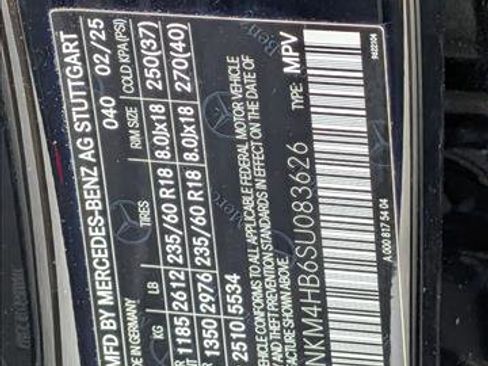 MFD BY MERCEDES-BENZ AG STUTTGART
040 02/25
KG LB TIRES RIM SIZE COLD KPA (PSI)
1185 2612 235/60 R18 8.0Jx18 250(37)
1350 2976 235/60 R18 8.0Jx18 270(40)
2510 5534
VEHICLE CONFORMS TO ALL APPLICABLE FEDERAL MOTOR VEHICLE
AND THEFT PREVENTION STANDARDS IN EFFECT ON THE DATE OF
FACTURE SHOWN ABOVE.
NKM4HB6SU083626 TYPE: MPV
A 000 817 54 04